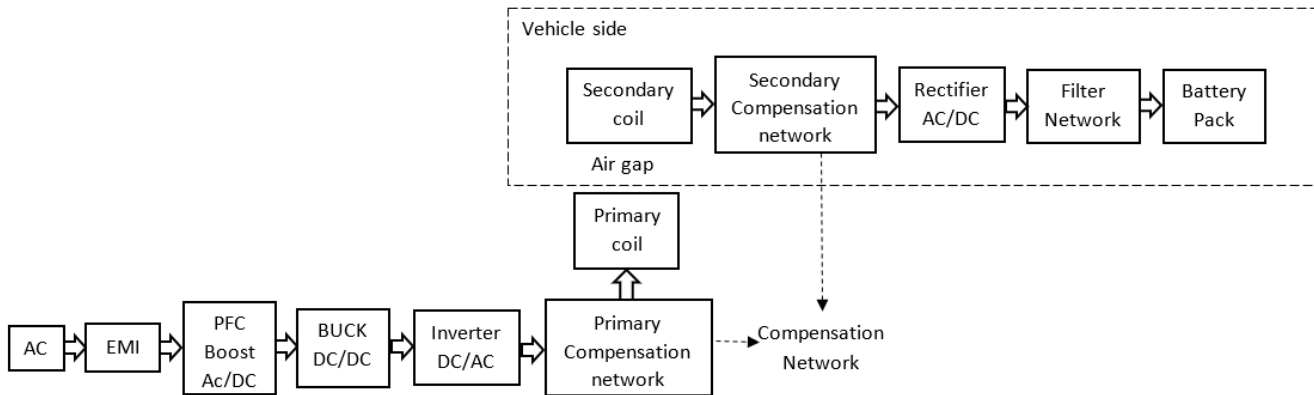 Vehicle side
Secondary
coil
Secondary
Compensation
network
Rectifier
AC/DC
Filter
Network
Battery
Pack
Air gap
Primary
coil
AC
EMI
PFC
Boost
Ac/DC
BUCK
DC/DC
Inverter
DC/AC
Primary
Compensation
network
Compensation
Network